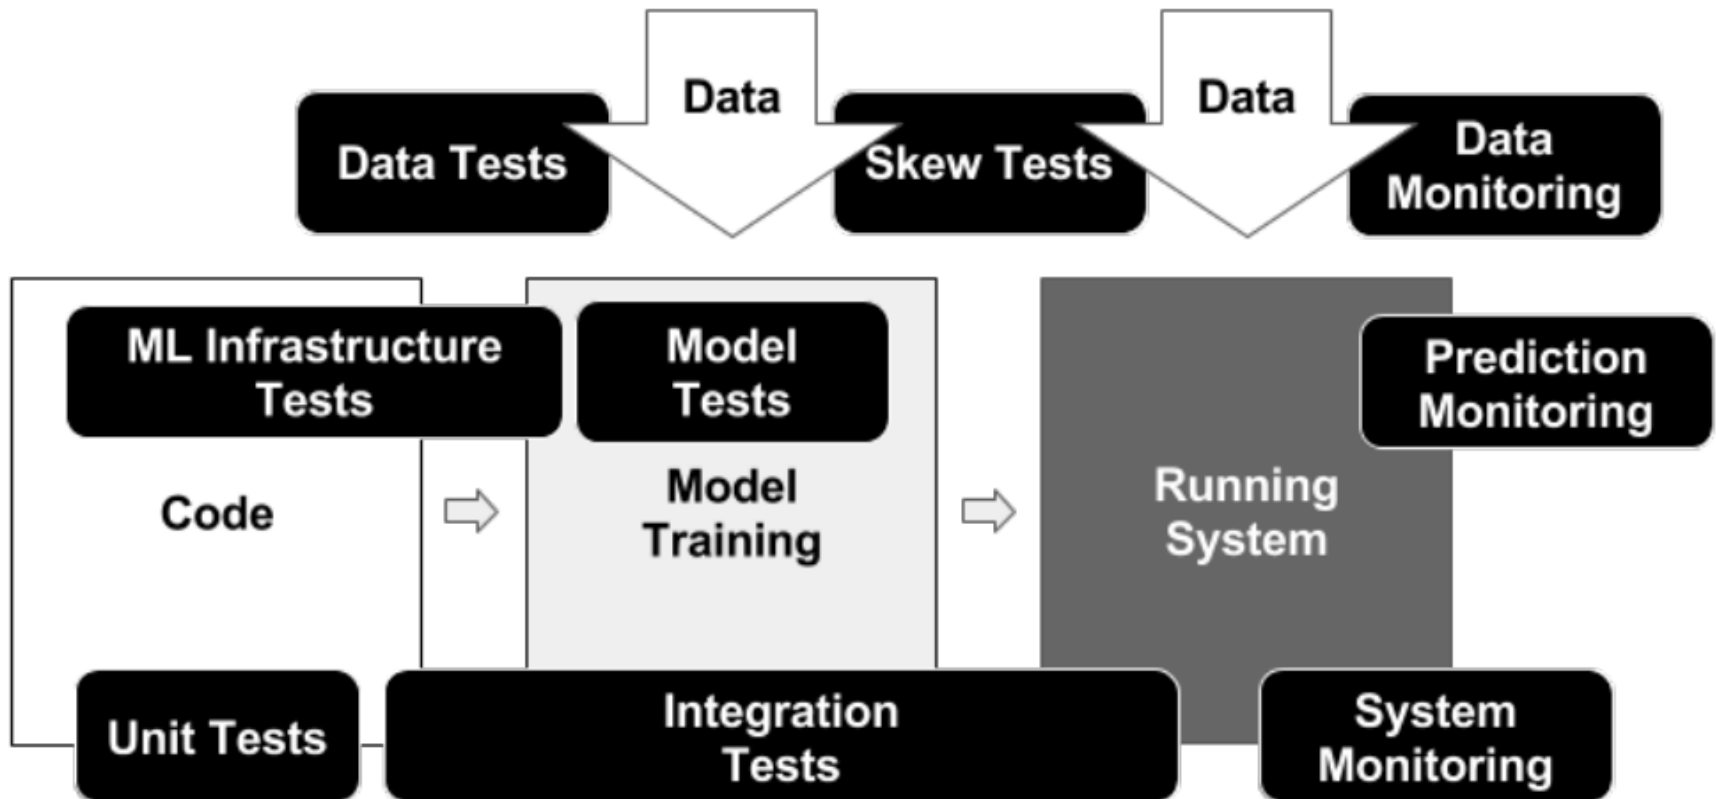 Data
Data
Data Tests
Skew Tests
Data
Monitoring
ML Infrastructure
Tests
Model
Tests
Prediction
Monitoring
Code
Model
Training
Running
System
Unit Tests
Integration
Tests
System
Monitoring